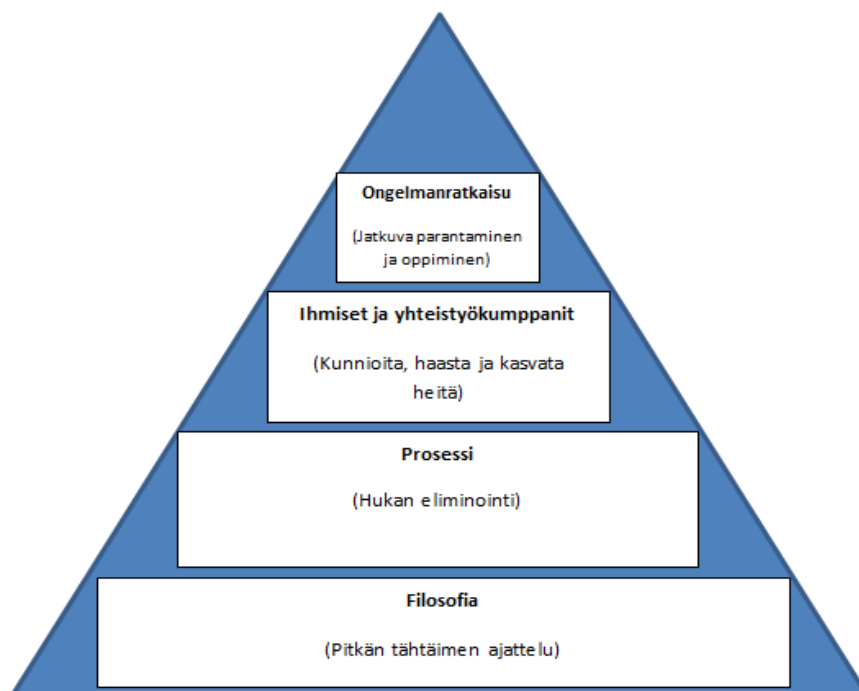 Ongelmanratkaisu
(Jatkuva parantaminen
ja oppiminen)
Ihmiset ja yhteistyökumppanit
(Kunnioita, haasta ja kasvata
heitä)
Prosessi
(Hukan eliminointi)
Filosofia
(Pitkän tähtäimen ajattelu)